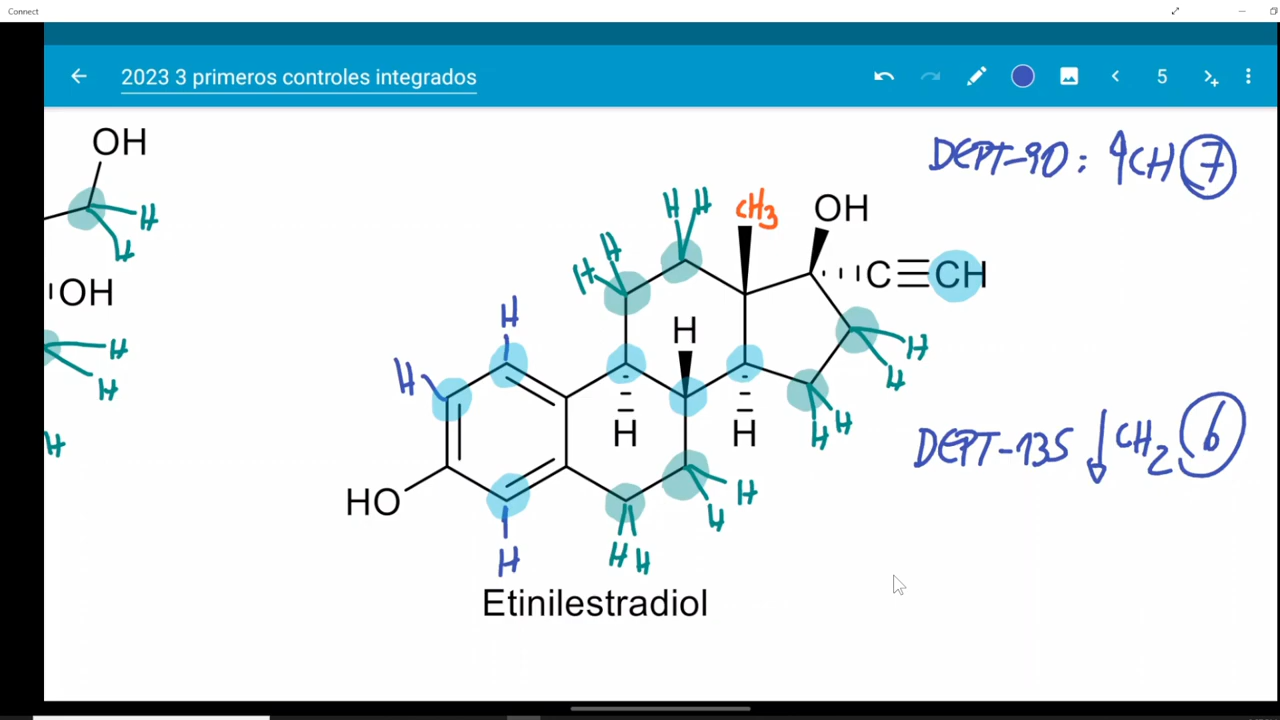 Connect
2023 3 primeros controles integrados
5
OH
H
H
OH
H
H
H
DEPT-90: CH 7
H H
CH3
OH
H
H
C≡CH
H
H
H
H
H
H
H
H
H
H
DEPT-135 ↓ CH2 6
HO
H
H
H
H H
Etinilestradiol